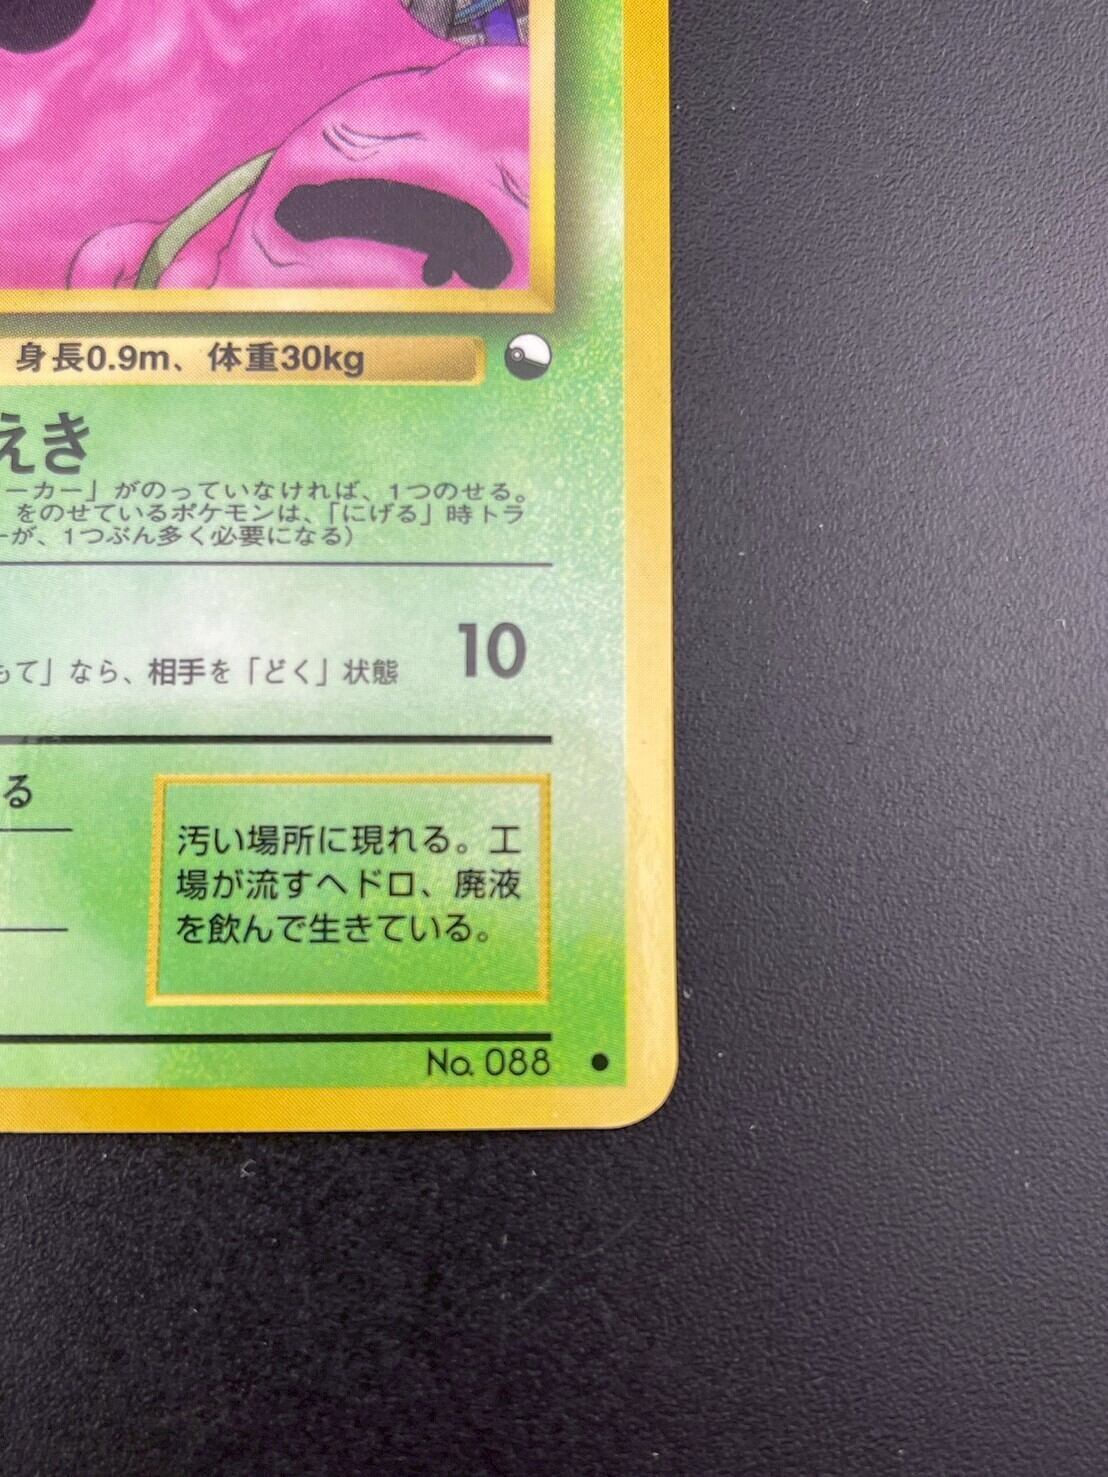 身長0.9m、体重30kg
えき
ーカー」がのっていなければ、1つのせる。
をのせているポケモンは、「にげる」時トラ
ーが、1つぶん多く必要になる）
10
もて」なら、相手を「どく」状態
る
汚い場所に現れる。工
場が流すヘドロ、廃液
を飲んで生きている。
No. 088 ●